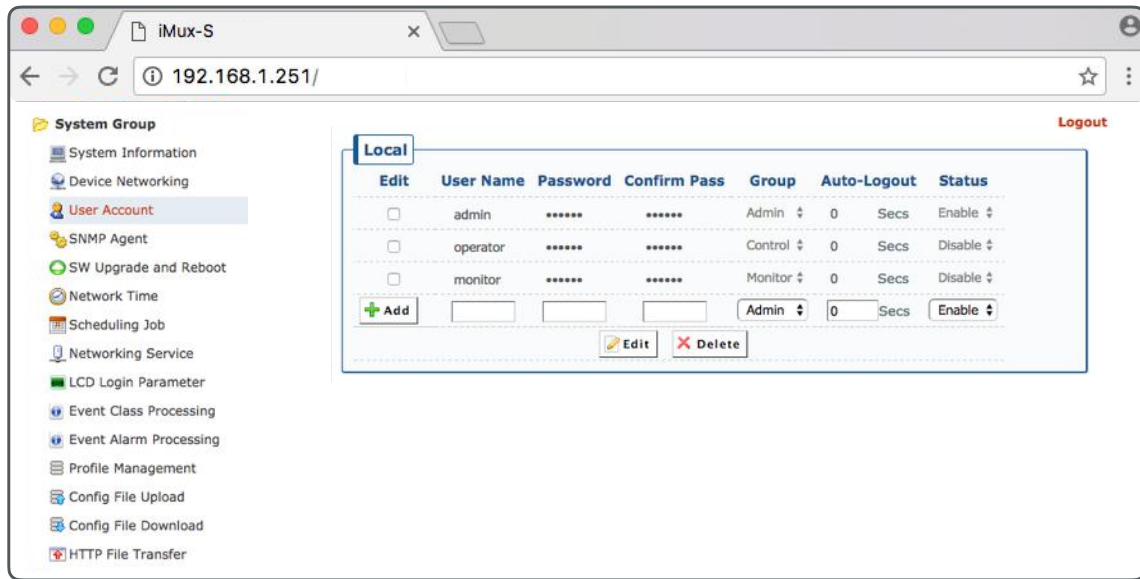 iMux-S
192.168.1.251/
System Group
System Information
Device Networking
User Account
SNMP Agent
SW Upgrade and Reboot
Network Time
Scheduling Job
Networking Service
LCD Login Parameter
Event Class Processing
Event Alarm Processing
Profile Management
Config File Upload
Config File Download
HTTP File Transfer
Logout
Local
Edit User Name Password Confirm Pass Group Auto-Logout Status
admin •••••• •••••• Admin 0 Secs Enable
operator •••••• •••••• Control 0 Secs Disable
monitor •••••• •••••• Monitor 0 Secs Disable
Add Admin 0 Secs Enable
Edit Delete